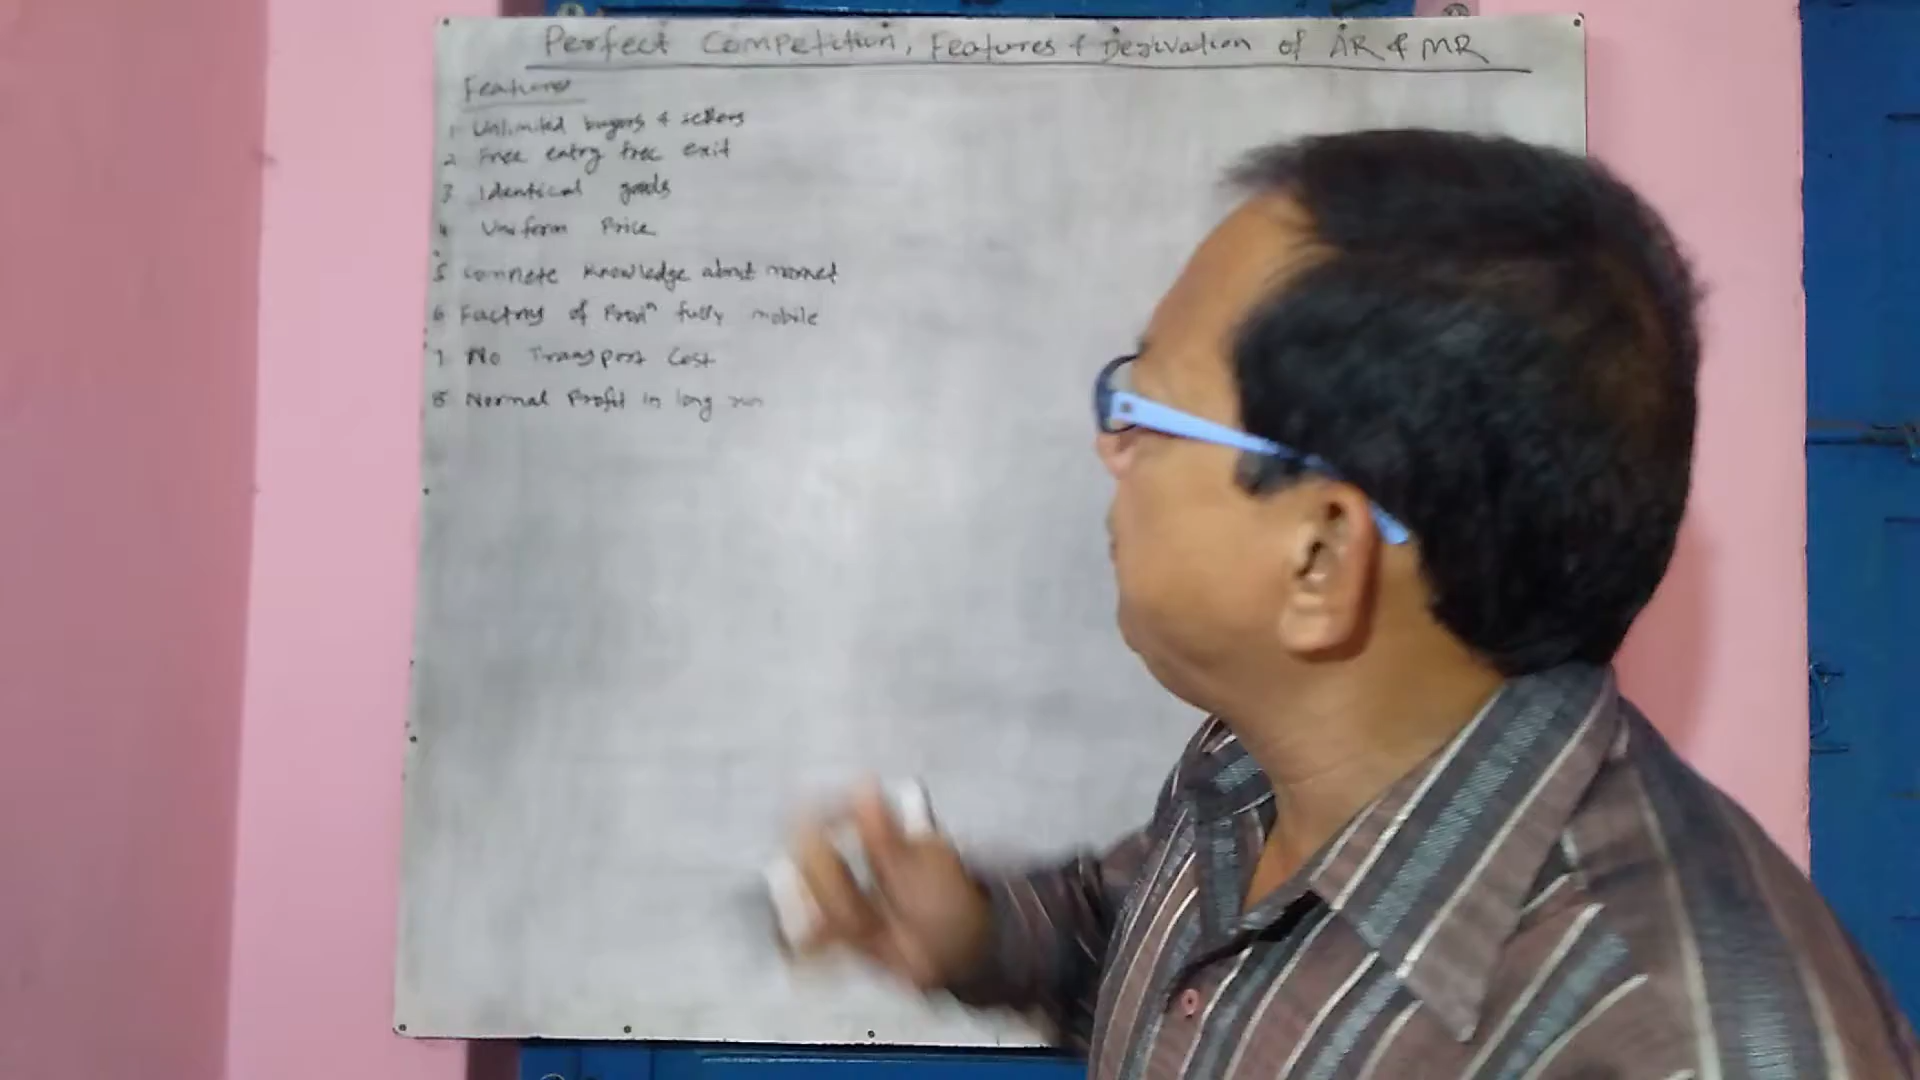 Perfect Competition, Features & Derivation of AR & MR
Features
1 Unlimited buyers & sellers
2 Free entry free exit
3 Identical goods
4 Uniform Price
5 Complete Knowledge about market
6 Factors of Prodn fully mobile
7 No Transport Cost
8 Normal Profit in long run